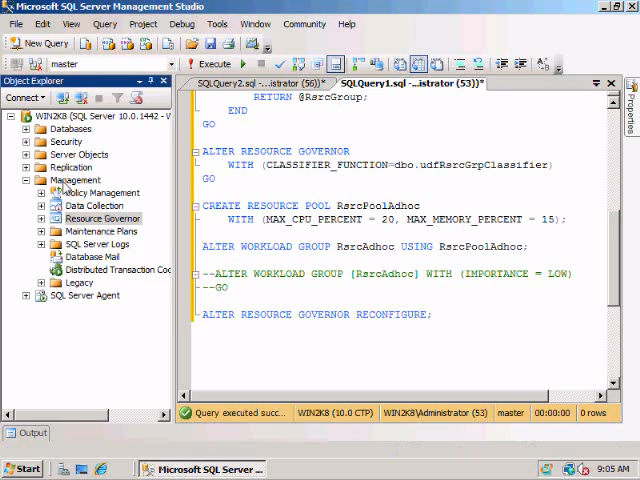 Microsoft SQL Server Management Studio
File Edit View Query Project Debug Tools Window Community Help
New Query
master Execute
Object Explorer
Connect
WIN2K8 (SQL Server 10.0.1442 - W
Databases
Security
Server Objects
Replication
Management
Policy Management
Data Collection
Resource Governor
Maintenance Plans
SQL Server Logs
Database Mail
Distributed Transaction Coo
Legacy
SQL Server Agent
SQLQuery2.sql -...istrator (56))* SQLQuery1.sql -...istrator (53))*
RETURN @RsrcGroup;
END
GO
ALTER RESOURCE GOVERNOR
WITH (CLASSIFIER_FUNCTION=dbo.udfRsrcGrpClassifier)
GO
CREATE RESOURCE POOL RsrcPoolAdhoc
WITH (MAX_CPU_PERCENT = 20, MAX_MEMORY_PERCENT = 15);
ALTER WORKLOAD GROUP RsrcAdhoc USING RsrcPoolAdhoc;
--ALTER WORKLOAD GROUP [RsrcAdhoc] WITH (IMPORTANCE = LOW)
--GO
ALTER RESOURCE GOVERNOR RECONFIGURE;
Properties
Query executed succ... WIN2K8 (10.0 CTP) WIN2K8\Administrator (53) master 00:00:00 0 rows
Output
Start Microsoft SQL Server ... 9:05 AM